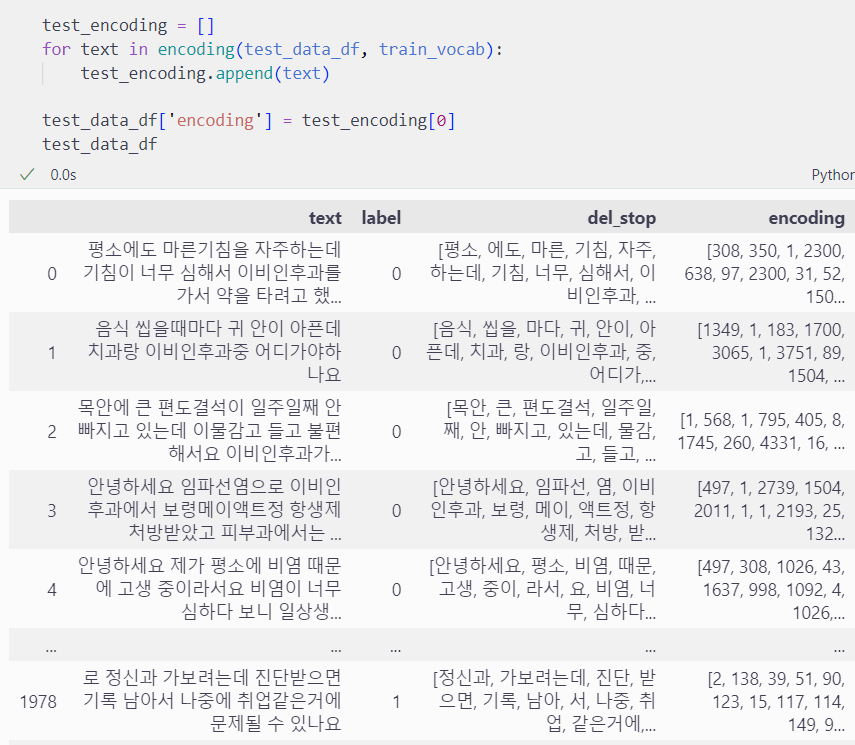 test_encoding = []
for text in encoding(test_data_df, train_vocab):
    test_encoding.append(text)
test_data_df['encoding'] = test_encoding[0]
test_data_df
0.0s
Python
text label del_stop encoding
평소에도 마른기침을 자주하는데 [평소, 에도, 마른, 기침, 자주, [308, 350, 1, 2300,
0 기침이 너무 심해서 이비인후과를 0 하는데, 기침, 너무, 심해서, 이 638, 97, 2300, 31, 52,
가서 약을 타려고 했... 비인후과, ... 150...
음식 씹을때마다 귀 안이 아픈데 [음식, 씹을, 마다, 귀, 안이, 아 [1349, 1, 183, 1700,
1 치과랑 이비인후과중 어디가야하 0 픈데, 치과, 랑, 이비인후과, 중, 3065, 1, 3751, 89,
나요 어디가,... 1504, ...
목안에 큰 편도결석이 일주일째 안 [목안, 큰, 편도결석, 일주일, [1, 568, 1, 795, 405, 8,
2 빠지고 있는데 이물감고 들고 불편 0 째, 안, 빠지고, 있는데, 물감, 1745, 260, 4331, 16, ...
해서요 이비인후과가... 고, 들고, ...
안녕하세요 임파선염으로 이비인 [안녕하세요, 임파선, 염, 이비 [497, 1, 2739, 1504,
3 후과에서 보령메이액트정 항생제 0 인후과, 보령, 메이, 액트정, 항 2011, 1, 1, 2193, 25,
처방받았고 피부과에서는 ... 생제, 처방, 받... 132...
안녕하세요 제가 평소에 비염 때문 [안녕하세요, 평소, 비염, 때문, [497, 308, 1026, 43,
4 에 고생 중이라서요 비염이 너무 0 고생, 중이, 라서, 요, 비염, 너 1637, 998, 1092, 4,
심하다 보니 일상생... 무, 심하다... 1026,...
... ... ... ... ...
로 정신과 가보려는데 진단받으면 [정신과, 가보려는데, 진단, 받 [2, 138, 39, 51, 90,
1978 기록 남아서 나중에 취업같은거에 1 으면, 기록, 남아, 서, 나중, 취 123, 15, 117, 114,
문제될 수 있나요 업, 같은거에,... 149, 9...